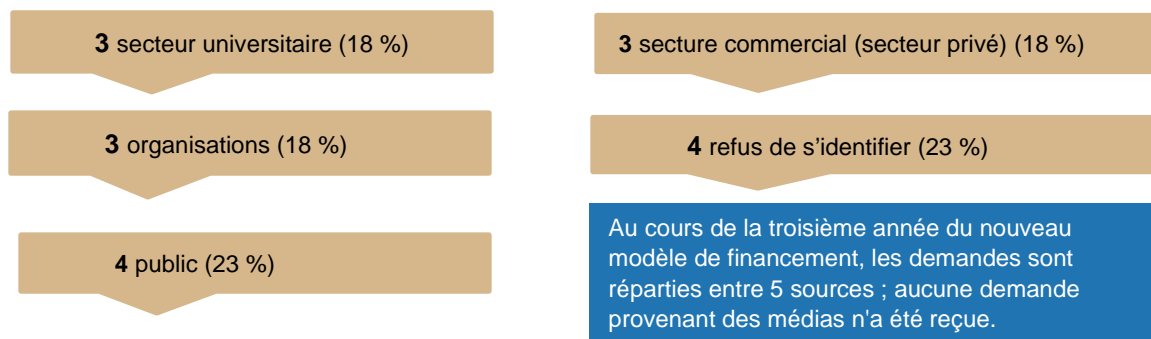 3 secteur universitaire (18 %)
3 organisations (18 %)
4 public (23 %)
3 secture commercial (secteur privé) (18 %)
4 refus de s’identifier (23 %)
Au cours de la troisième année du nouveau
modèle de financement, les demandes sont
réparties entre 5 sources ; aucune demande
provenant des médias n'a été reçue.